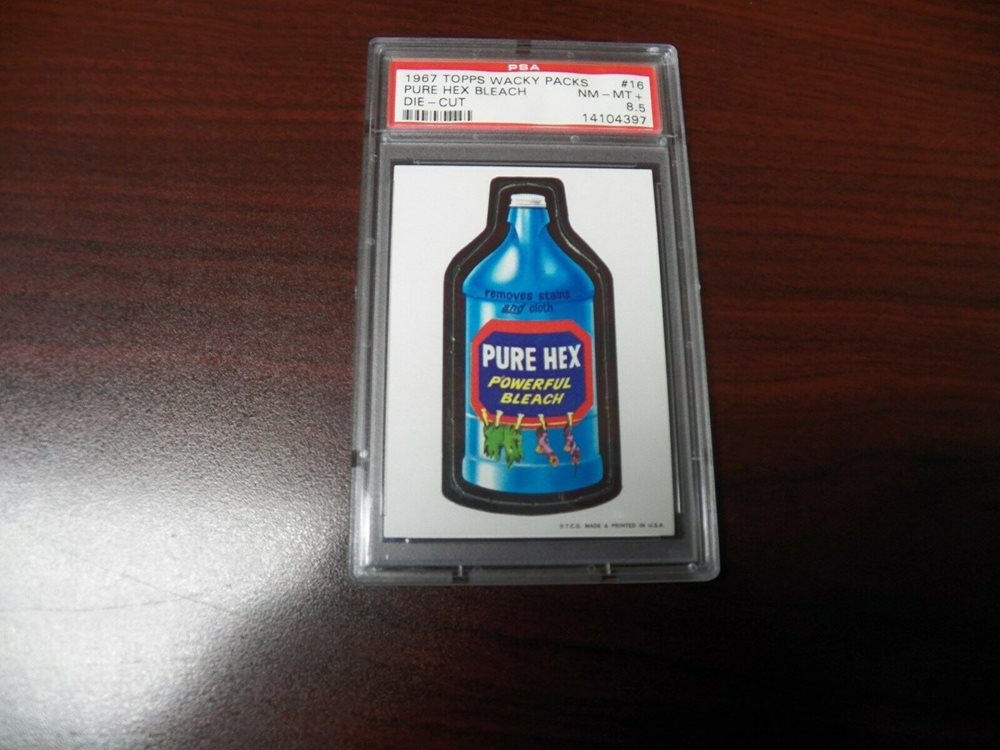 PSA
1967 TOPPS WACKY PACKS #16
PURE HEX BLEACH NM - MT +
DIE - CUT 8.5
14104397
removes stains
and cloth
PURE HEX
POWERFUL
BLEACH
© T.C.G. MADE & PRINTED IN U.S.A.